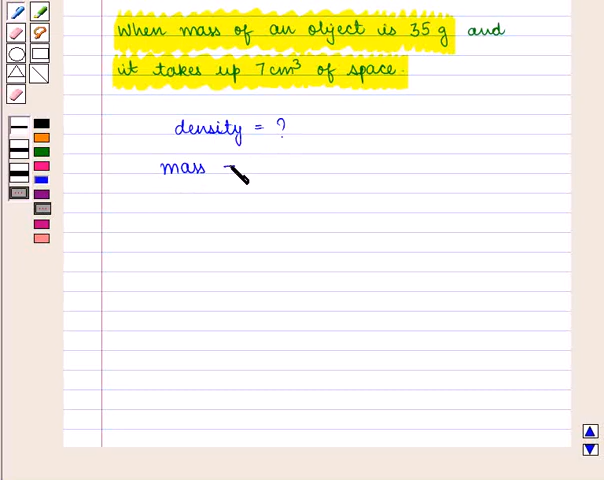 When mass of an object is 35 g and
it takes up 7 cm³ of space.
density = ?
mass -